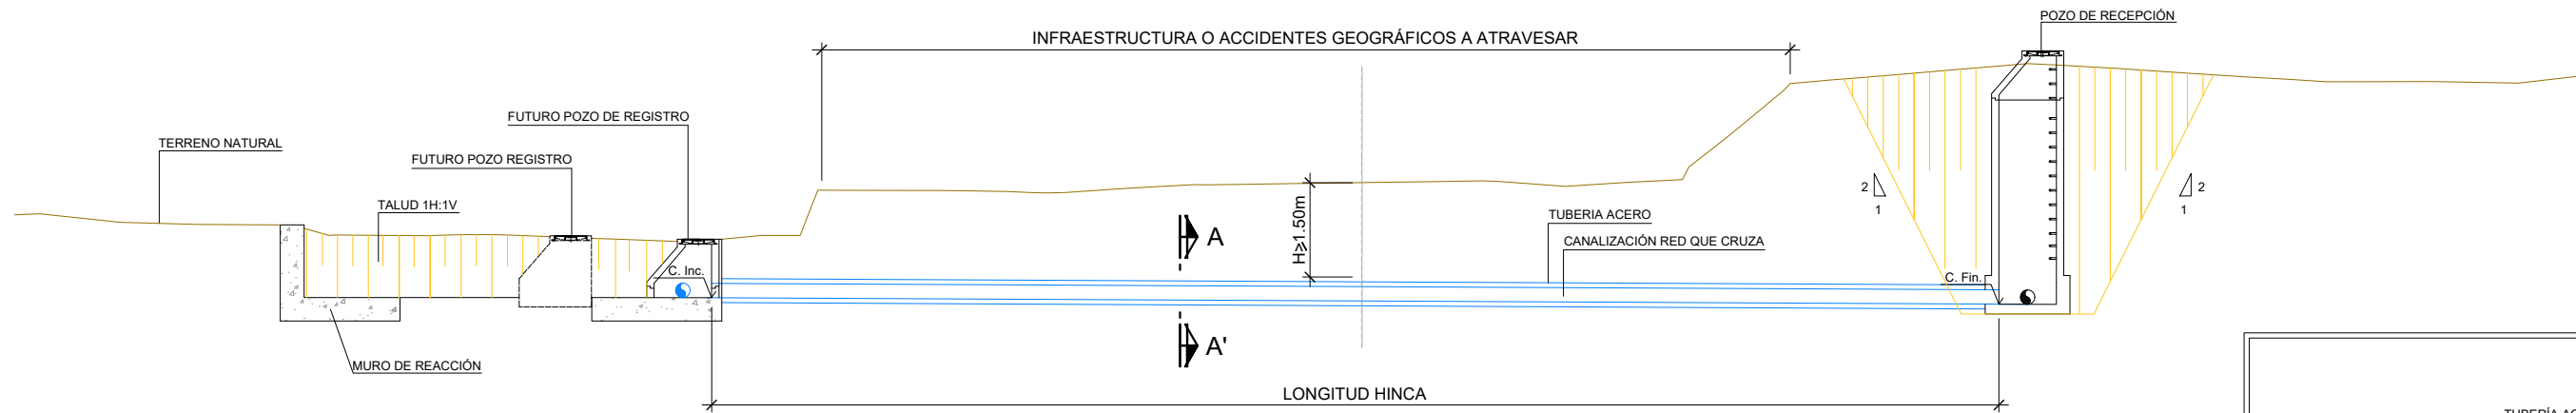 POZO DE RECEPCIÓN
INFRAESTRUCTURA O ACCIDENTES GEOGRÁFICOS A ATRAVESAR
FUTURO POZO DE REGISTRO
TERRENO NATURAL
FUTURO POZO REGISTRO
TALUD 1H:1V
2
1
2
1
H≥1.50m
TUBERIA ACERO
A
CANALIZACIÓN RED QUE CRUZA
C. Inc.
C. Fin.
A'
MURO DE REACCIÓN
LONGITUD HINCA
TUBERÍA